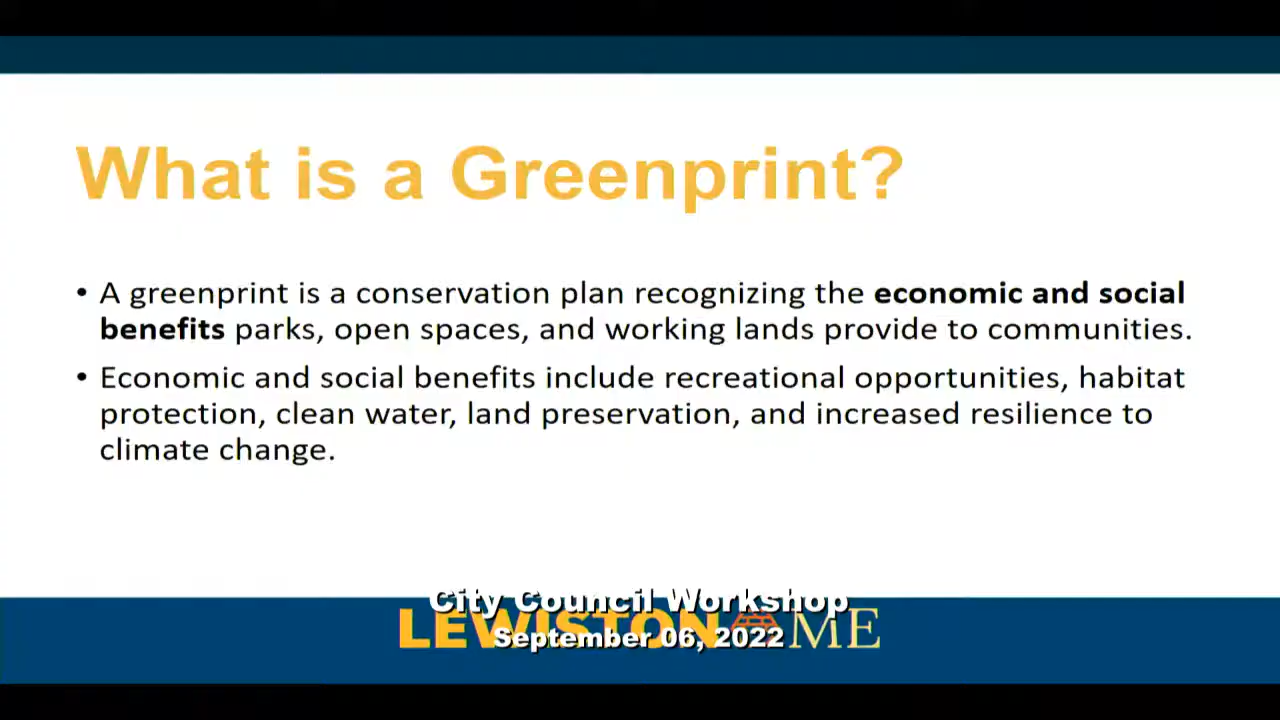 What is a Greenprint?
• A greenprint is a conservation plan recognizing the economic and social
benefits parks, open spaces, and working lands provide to communities.
• Economic and social benefits include recreational opportunities, habitat
protection, clean water, land preservation, and increased resilience to
climate change.
City Council Workshop
LEWISTON ME
September 06, 2022